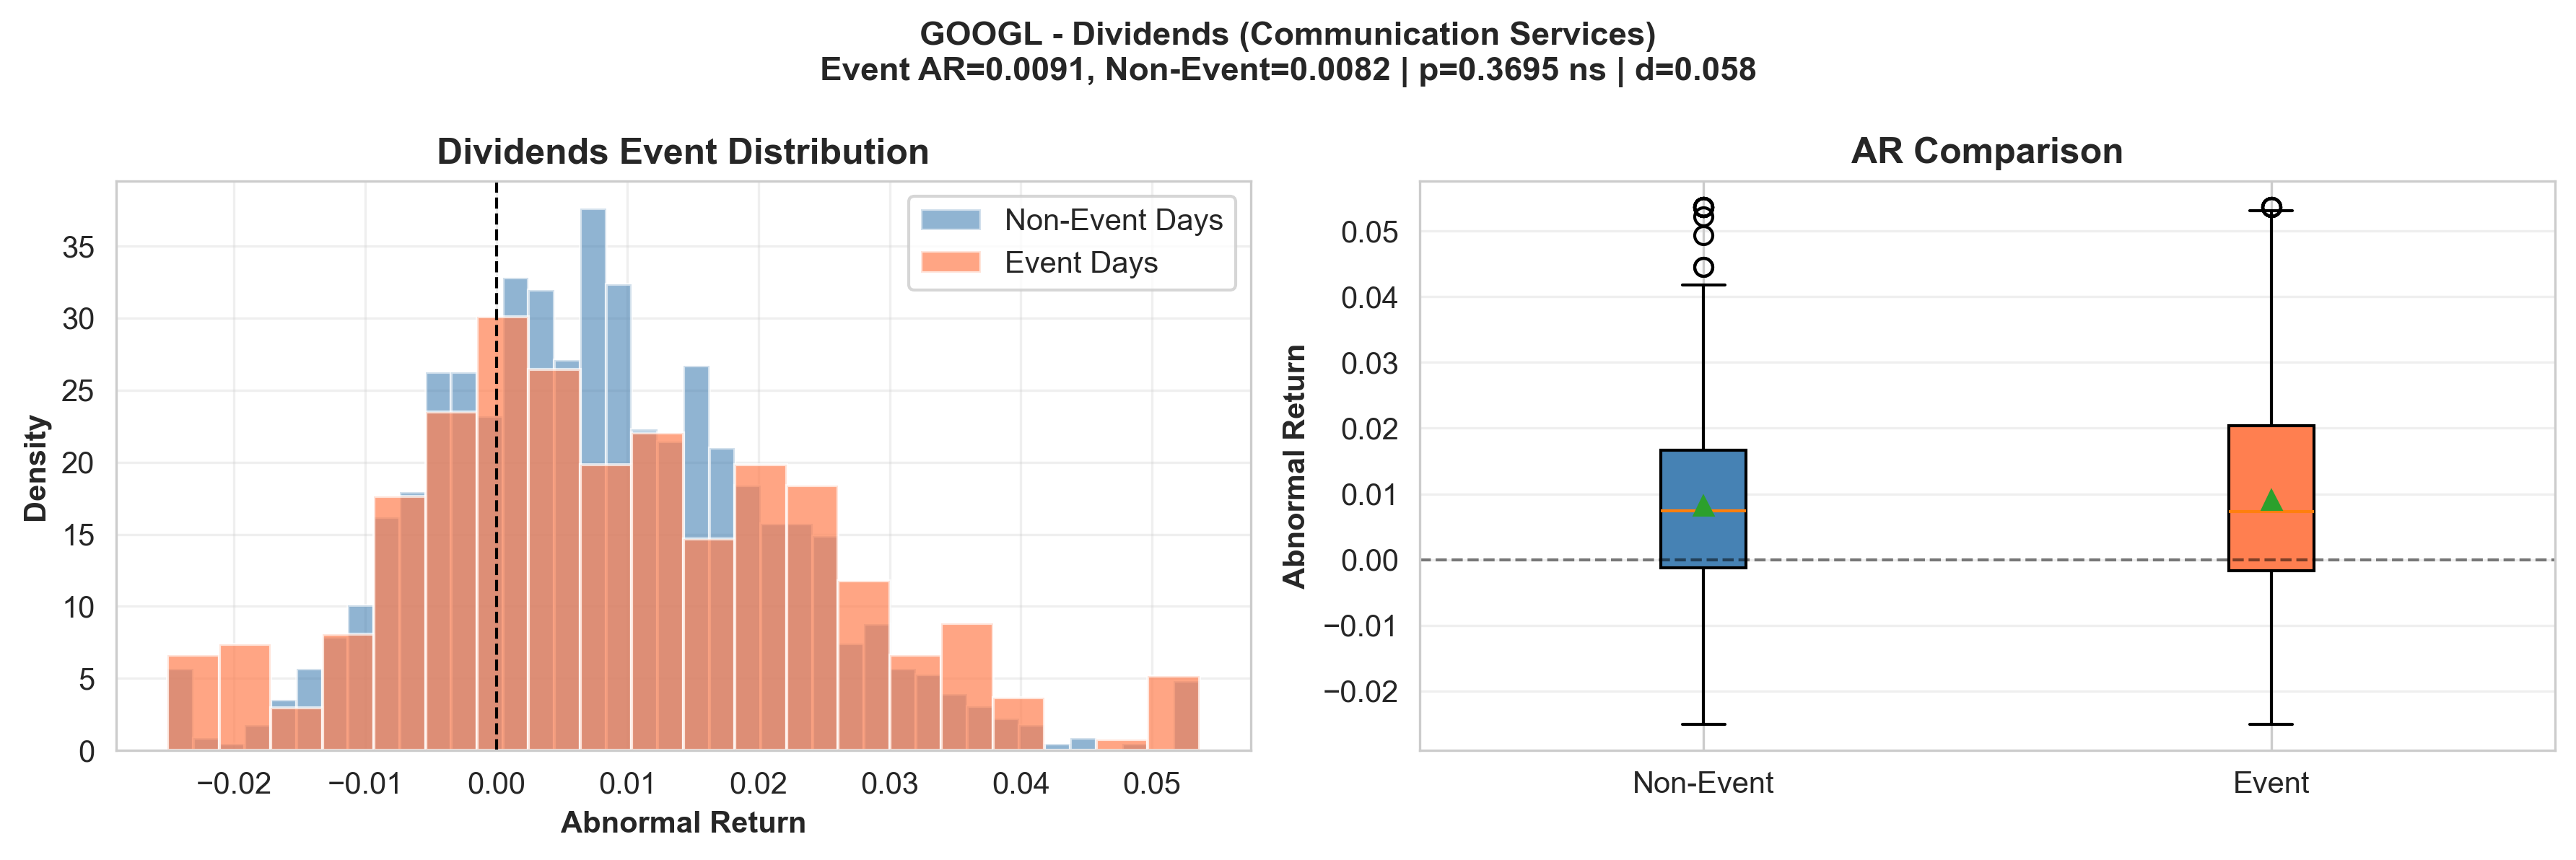 GOOGL - Dividends (Communication Services)
Event AR=0.0091, Non-Event=0.0082 | p=0.3695 ns | d=0.058
Dividends Event Distribution
Non-Event Days
Event Days
Density
35
30
25
20
15
10
5
0
−0.02
−0.01
0.00
0.01
0.02
0.03
0.04
0.05
Abnormal Return
AR Comparison
Abnormal Return
0.05
0.04
0.03
0.02
0.01
0.00
−0.01
−0.02
Non-Event
Event